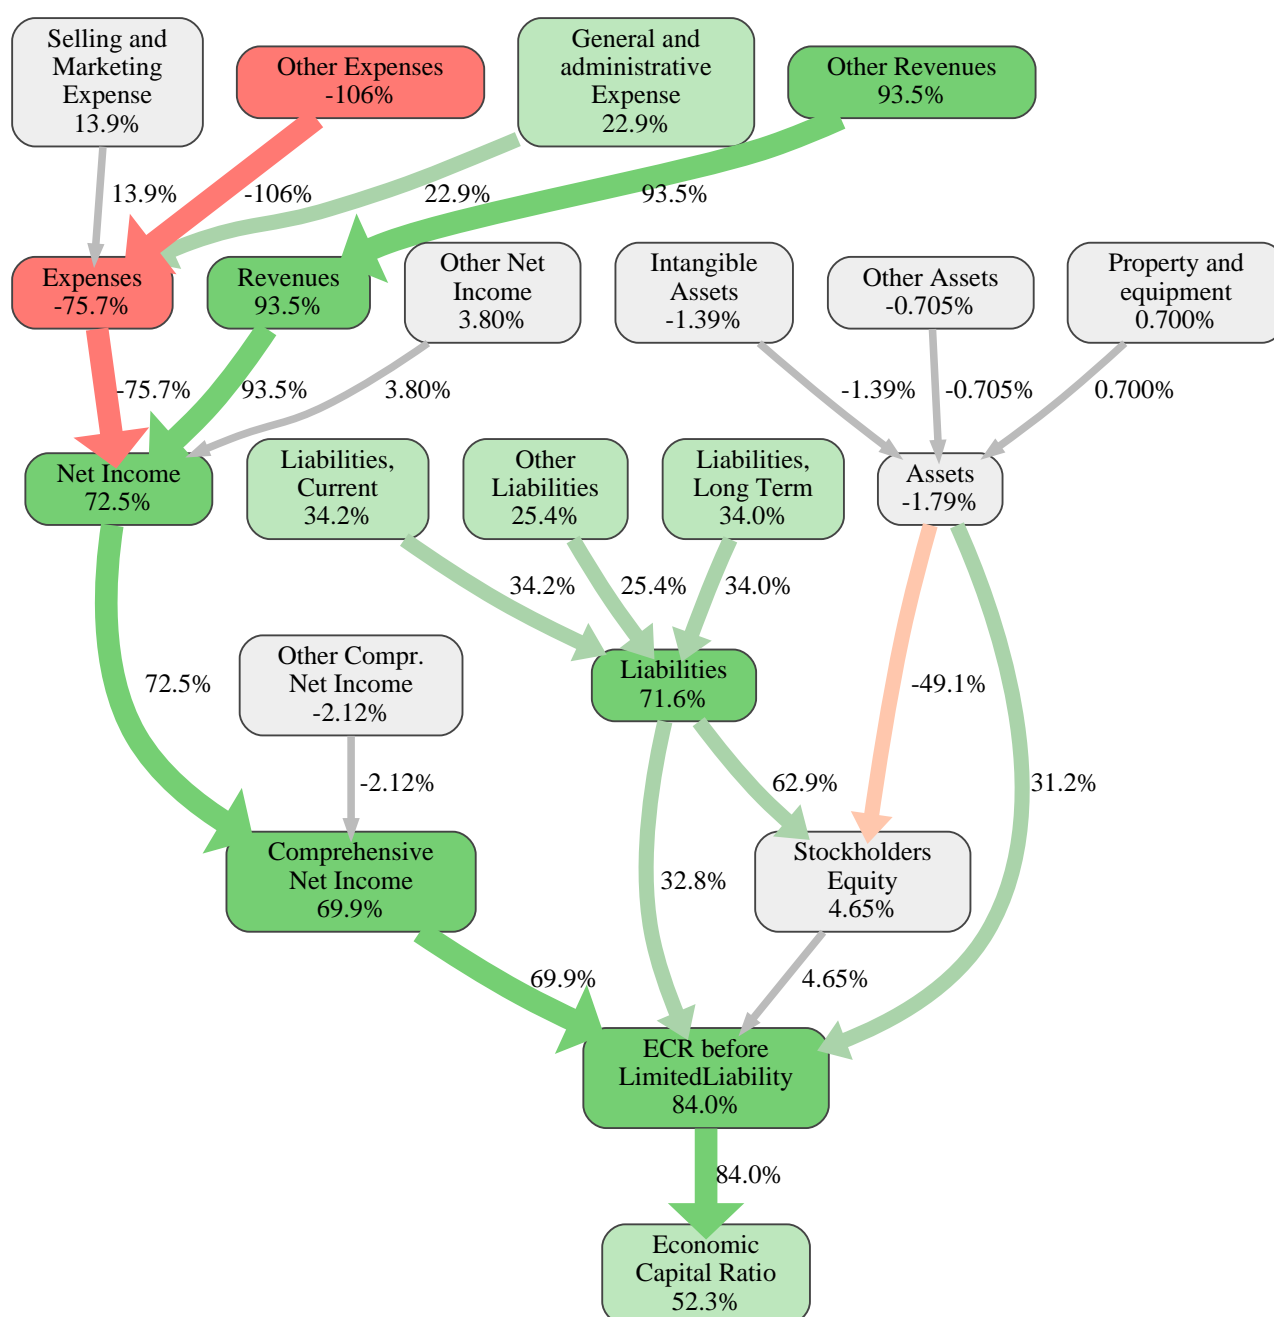 Selling and
Marketing
Expense
13.9%
Other Expenses
-106%
General and
administrative
Expense
22.9%
Other Revenues
93.5%
13.9%
-106%
22.9%
93.5%
Expenses
-75.7%
Revenues
93.5%
Other Net
Income
3.80%
Intangible
Assets
-1.39%
Other Assets
-0.705%
Property and
equipment
0.700%
-75.7%
93.5%
3.80%
-1.39%
-0.705%
0.700%
Net Income
72.5%
Liabilities,
Current
34.2%
Other
Liabilities
25.4%
Liabilities,
Long Term
34.0%
Assets
-1.79%
34.2%
25.4%
34.0%
72.5%
Other Compr.
Net Income
-2.12%
Liabilities
71.6%
-49.1%
-2.12%
62.9%
31.2%
Comprehensive
Net Income
69.9%
32.8%
Stockholders
Equity
4.65%
69.9%
4.65%
ECR before
LimitedLiability
84.0%
84.0%
Economic
Capital Ratio
52.3%